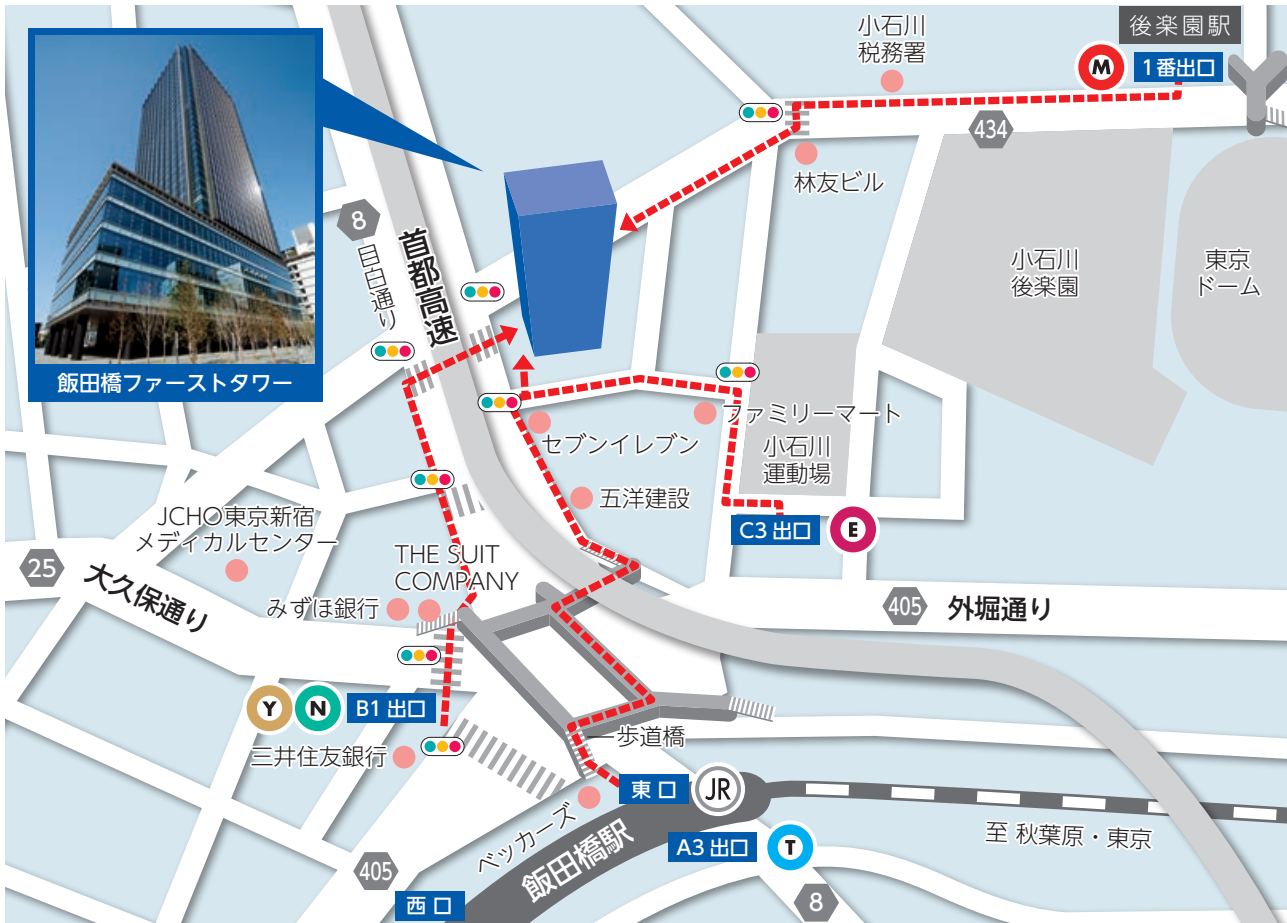 後楽園駅
小石川
税務署
M
1番出口
434
林友ビル
8
目白通り
首都高速
小石川
後楽園
東京
ドーム
飯田橋ファーストタワー
セブンイレブン
ファミリーマート
小石川
運動場
五洋建設
C3 出口
E
JCHO東京新宿
メディカルセンター
THE SUIT
COMPANY
25
大久保通り
みずほ銀行
405
外堀通り
Y
N
B1 出口
三井住友銀行
歩道橋
東口
JR
ベッカーズ
飯田橋駅
A3 出口
T
至 秋葉原・東京
405
西口
8